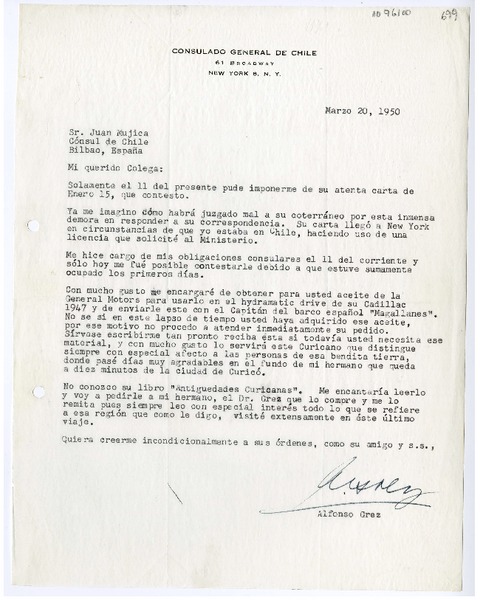 1096100
699
CONSULADO GENERAL DE CHILE
61 BROADWAY
NEW YORK 6. N. Y.
Marzo 20, 1950
Sr. Juan Mujica
Cónsul de Chile
Bilbao, España
Mi querido Colega:
Solamente el 11 del presente pude imponerme de su atenta carta de
Enero 15, que contesto.
Ya me imagino cómo habrá juzgado mal a su coterráneo por esta inmensa
demora en responder a su correspondencia. Su carta llegó a New York
en circunstancias de que yo estaba en Chile, haciendo uso de una
licencia que solicité al Ministerio.
Me hice cargo de mis obligaciones consulares el 11 del corriente y
sólo hoy me fué posible contestarle debido a que estuve sumamente
ocupado los primeros días.
Con mucho gusto me encargaré de obtener para usted aceite de la
General Motors para usarlo en el hydramatic drive de su Cadillac
1947 y de enviarle este con el Capitán del barco español "Magallanes".
No se si en este lapso de tiempo usted haya adquirido ese aceite,
por ese motivo no procedo a atender inmediatamente su pedido.
Sírvase escribirme tan pronto reciba ésta si todavía usted necesita ese
material, y con mucho gusto lo servirá este Curicano que distingue
siempre con especial afecto a las personas de esa bendita tierra,
donde pasé días muy agradables en el fundo de mi hermano que queda
a diez minutos de la ciudad de Curicó.
No conozco su libro "Antiguedades Curicanas". Me encantaría leerlo
y voy a pedirle a mi hermano, el Dr. Grez que lo compre y me lo
remita pues siempre leo con especial interés todo lo que se refiere
a esa región que como le digo, visité extensamente en éste último
viaje.
Quiera creerme incondicionalmente a sus órdenes, como su amigo y s.s.,
Alfonso Grez